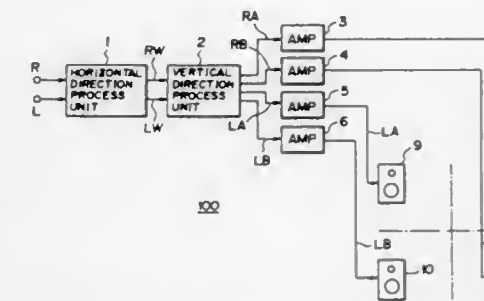 1
2
3
4
5
6
R
L
HORIZONTAL
DIRECTION
PROCESS
UNIT
RW
LW
VERTICAL
DIRECTION
PROCESS
UNIT
RA
RB
LA
LB
AMP
AMP
AMP
AMP
LA
9
LB
10
100